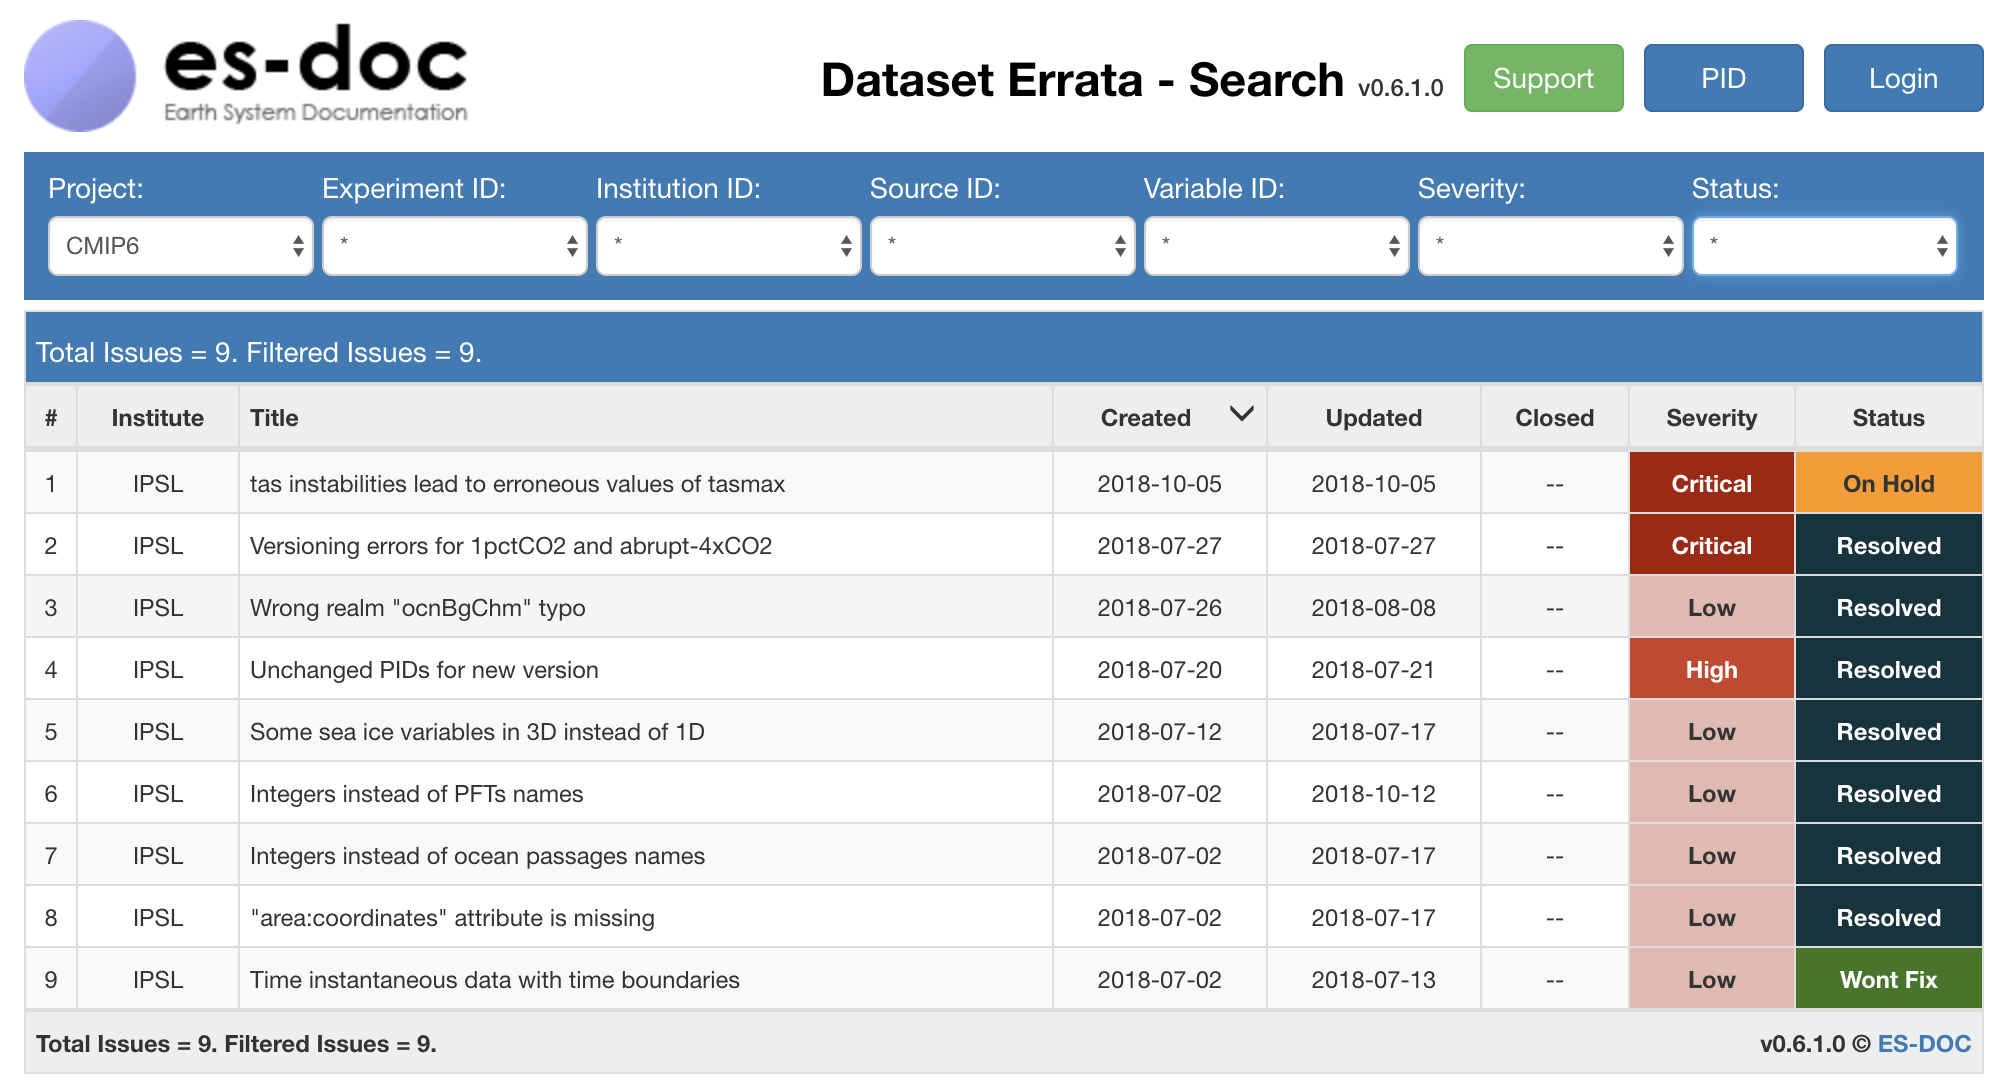 es-doc
Earth System Documentation
Dataset Errata - Search v0.6.1.0
Support
PID
Login
Project: Experiment ID: Institution ID: Source ID: Variable ID: Severity: Status:
CMIP6 * * * * * *
Total Issues = 9. Filtered Issues = 9.
# Institute Title Created Updated Closed Severity Status
1 IPSL tas instabilities lead to erroneous values of tasmax 2018-10-05 2018-10-05 -- Critical On Hold
2 IPSL Versioning errors for 1pctCO2 and abrupt-4xCO2 2018-07-27 2018-07-27 -- Critical Resolved
3 IPSL Wrong realm "ocnBgChm" typo 2018-07-26 2018-08-08 -- Low Resolved
4 IPSL Unchanged PIDs for new version 2018-07-20 2018-07-21 -- High Resolved
5 IPSL Some sea ice variables in 3D instead of 1D 2018-07-12 2018-07-17 -- Low Resolved
6 IPSL Integers instead of PFTs names 2018-07-02 2018-10-12 -- Low Resolved
7 IPSL Integers instead of ocean passages names 2018-07-02 2018-07-17 -- Low Resolved
8 IPSL "area:coordinates" attribute is missing 2018-07-02 2018-07-17 -- Low Resolved
9 IPSL Time instantaneous data with time boundaries 2018-07-02 2018-07-13 -- Low Wont Fix
Total Issues = 9. Filtered Issues = 9. v0.6.1.0 © ES-DOC